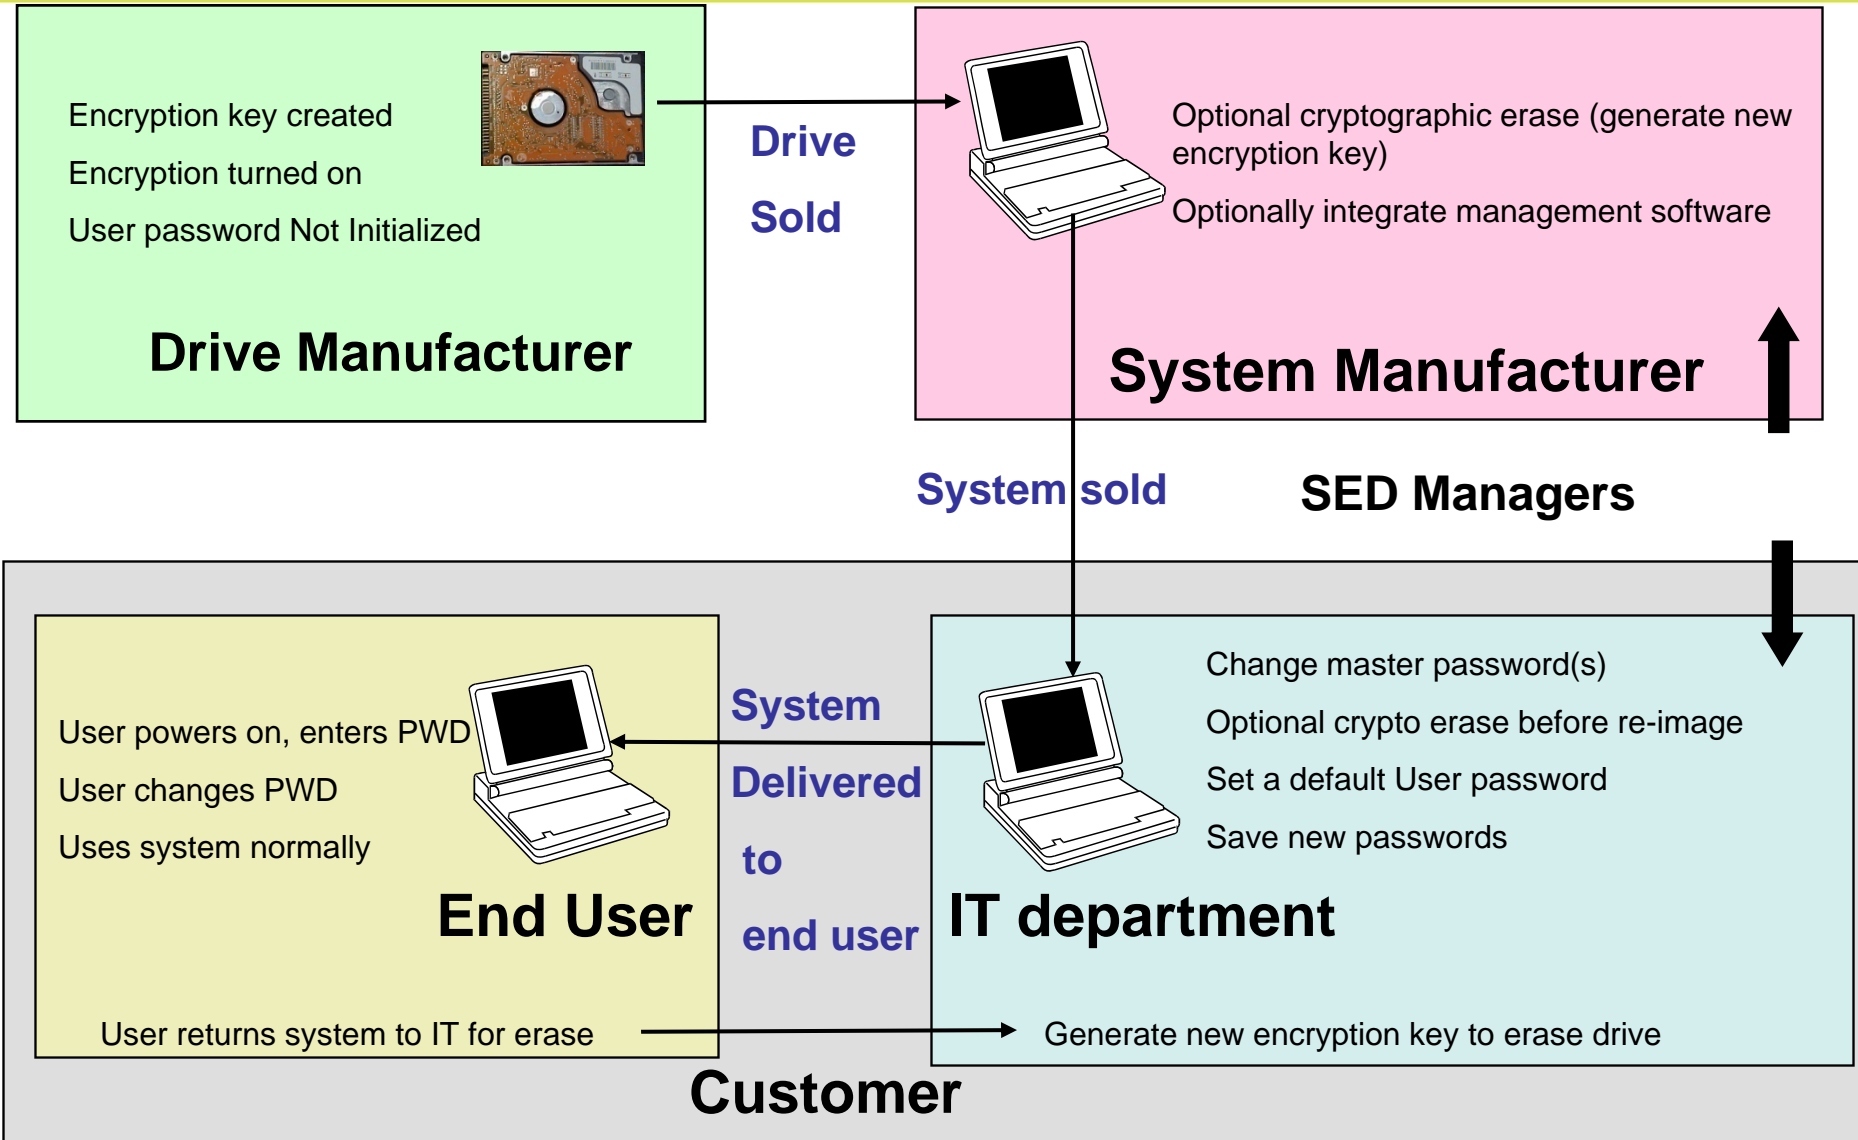 Encryption key created
Encryption turned on
User password Not Initialized
Drive Manufacturer
Drive
Sold
Optional cryptographic erase (generate new
encryption key)
Optionally integrate management software
System Manufacturer
System sold
SED Managers
Change master password(s)
Optional crypto erase before re-image
Set a default User password
Save new passwords
IT department
System
Delivered
to
end user
User powers on, enters PWD
User changes PWD
Uses system normally
End User
User returns system to IT for erase
Generate new encryption key to erase drive
Customer